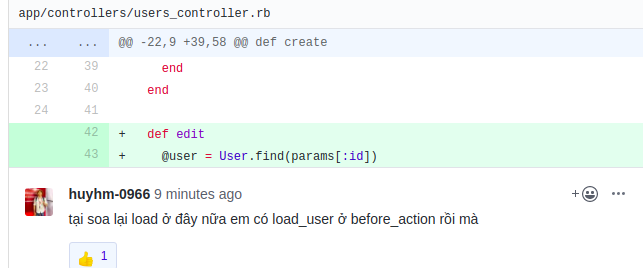 app/controllers/users_controller.rb
... ... @@ -22,9 +39,58 @@ def create
22 39 end
23 40 end
24 41
42 + def edit
43 + @user = User.find(params[:id])
huyhm-0966 9 minutes ago
tại soa lại load ở đây nữa em có load_user ở before_action rồi mà
👍 1